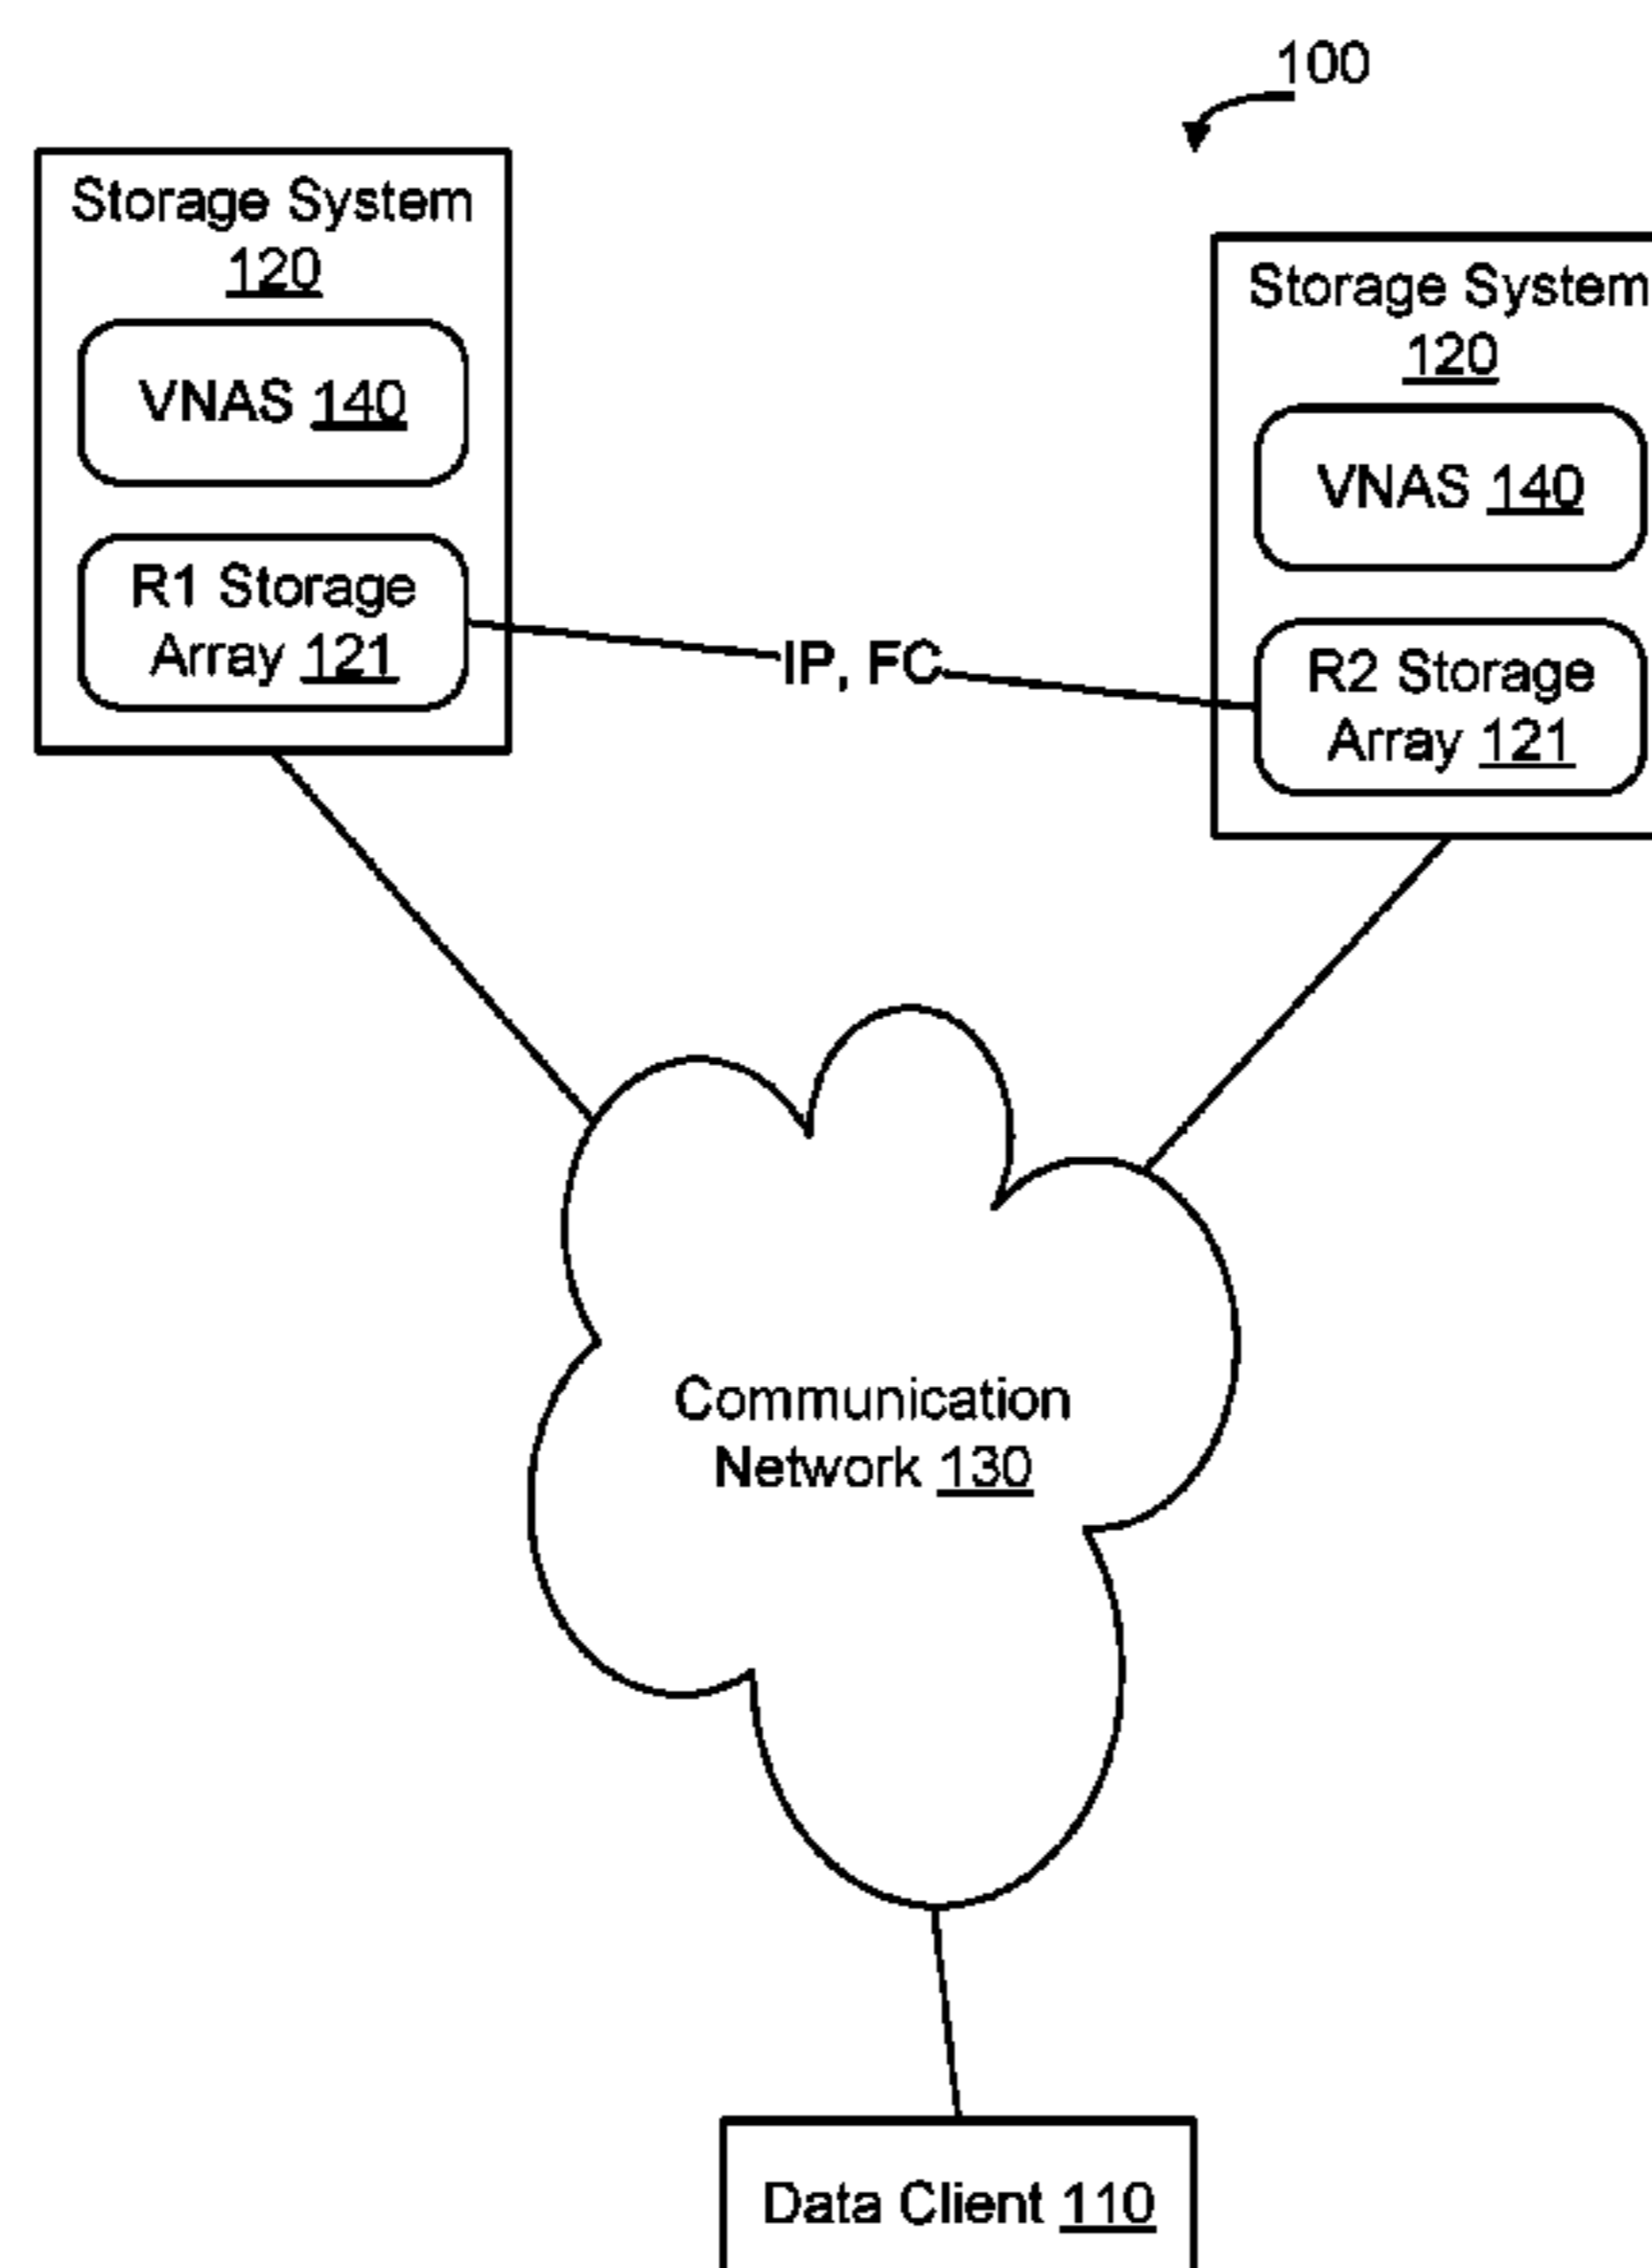 100
Storage System
120
VNAS 140
R1 Storage
Array 121
IP, FC
Storage System
120
VNAS 140
R2 Storage
Array 121
Communication
Network 130
Data Client 110